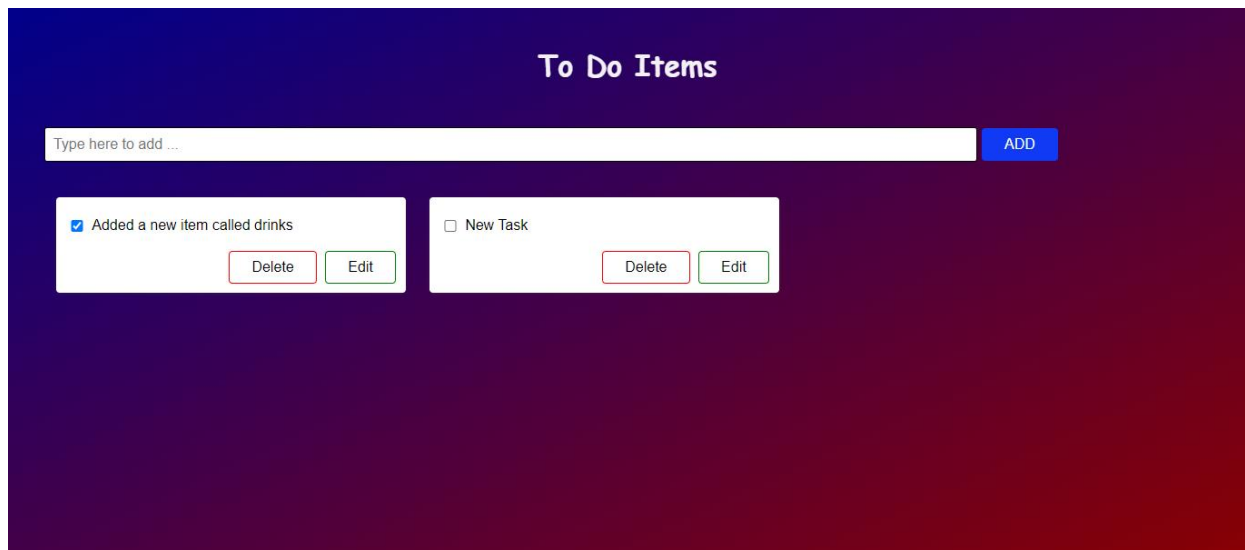 To Do Items
Type here to add ...
ADD
Added a new item called drinks
Delete
Edit
New Task
Delete
Edit